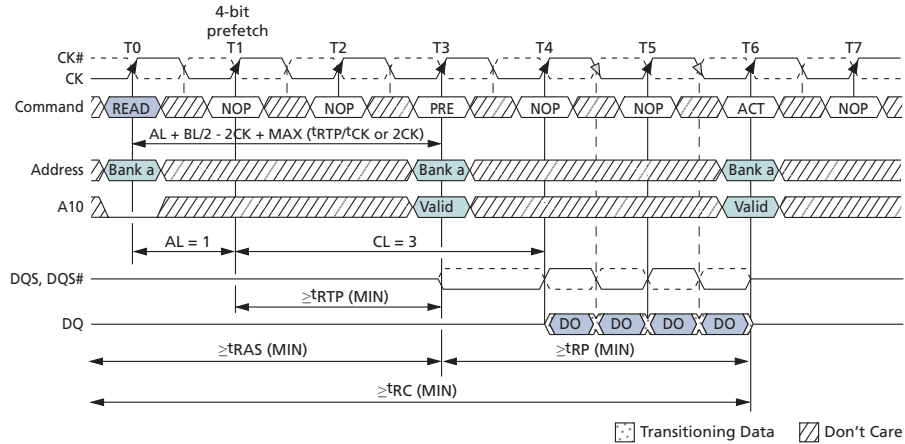 4-bit
prefetch
T0 T1 T2 T3 T4 T5 T6 T7
CK#
CK
Command READ NOP NOP PRE NOP NOP ACT NOP
AL + BL/2 - 2CK + MAX (tRTP/tCK or 2CK)
Address Bank a Bank a Bank a
A10 Valid Valid
AL = 1 CL = 3
DQS, DQS#
≥tRTP (MIN)
DQ DO DO DO DO
≥tRAS (MIN) ≥tRP (MIN)
≥tRC (MIN)
Transitioning Data Don't Care